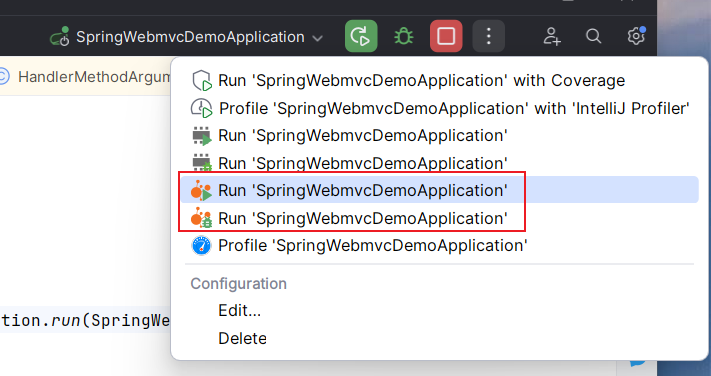 SpringWebmvcDemoApplication
HandlerMethodArgum
Run 'SpringWebmvcDemoApplication' with Coverage
Profile 'SpringWebmvcDemoApplication' with 'IntelliJ Profiler'
Run 'SpringWebmvcDemoApplication'
Run 'SpringWebmvcDemoApplication'
Run 'SpringWebmvcDemoApplication'
Run 'SpringWebmvcDemoApplication'
Profile 'SpringWebmvcDemoApplication'
Configuration
Edit...
tion.run(SpringWe
Delete